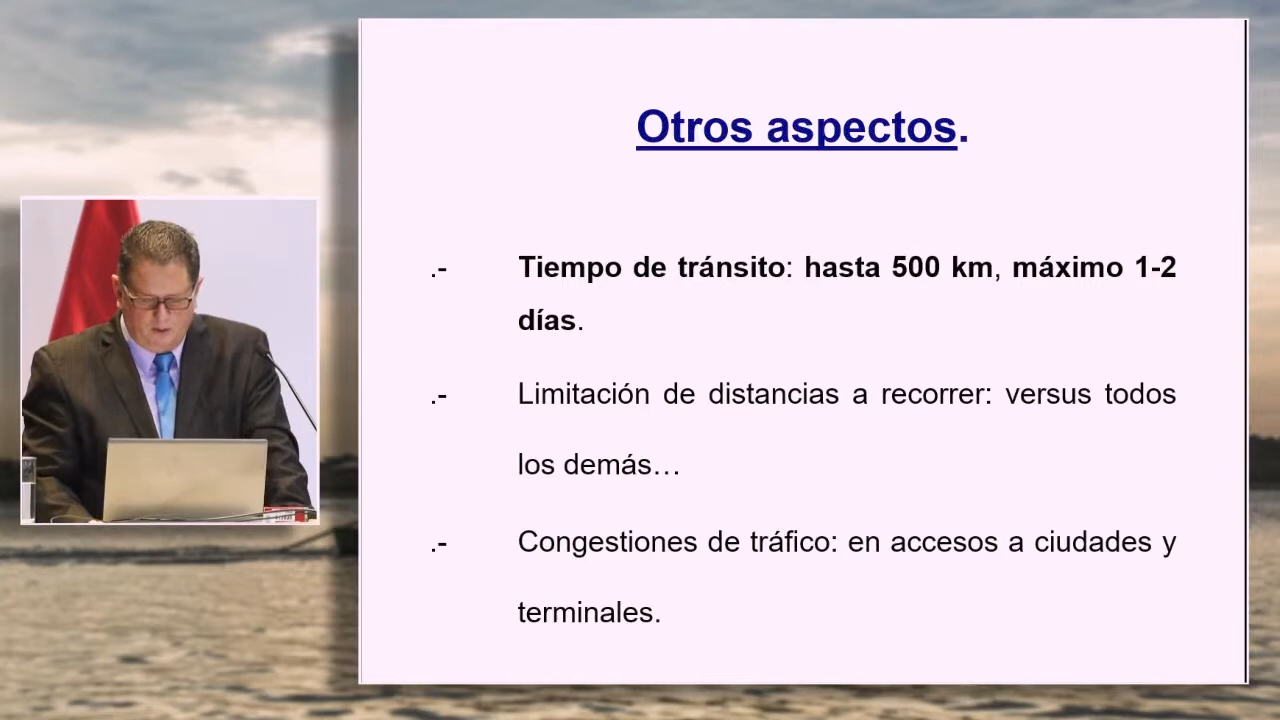 Otros aspectos.
.- Tiempo de tránsito: hasta 500 km, máximo 1-2
días.
.- Limitación de distancias a recorrer: versus todos
los demás…
.- Congestiones de tráfico: en accesos a ciudades y
terminales.